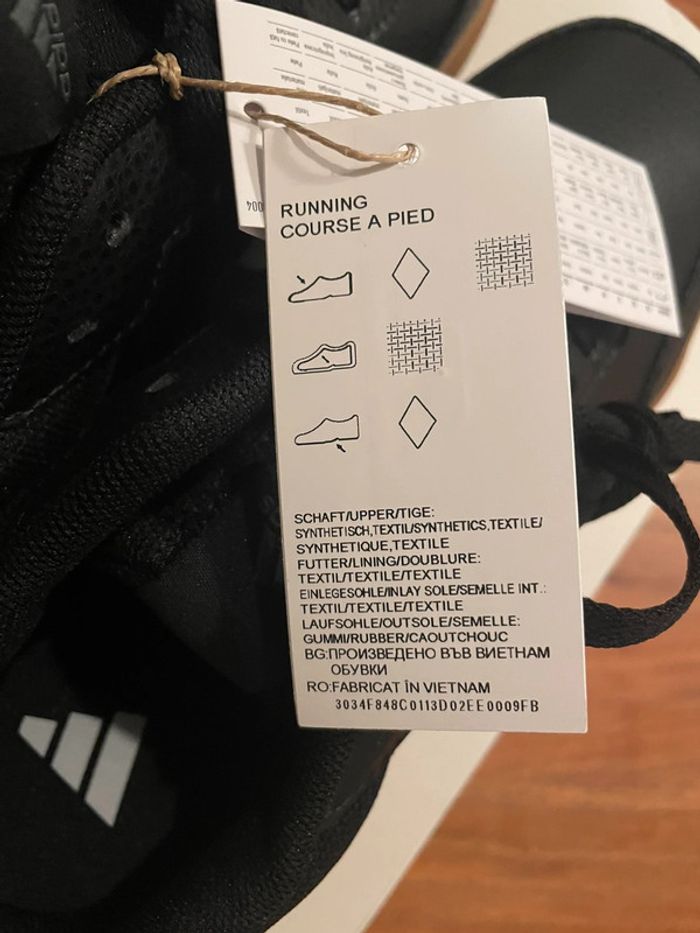 RUNNING
COURSE A PIED
SCHAFT/UPPER/TIGE:
SYNTHETISCH,TEXTIL/SYNTHETICS,TEXTILE/
SYNTHETIQUE,TEXTILE
FUTTER/LINING/DOUBLURE:
TEXTIL/TEXTILE/TEXTILE
EINLEGESOHLE/INLAY SOLE/SEMELLE INT.:
TEXTIL/TEXTILE/TEXTILE
LAUFSOHLE/OUTSOLE/SEMELLE:
GUMMI/RUBBER/CAOUTCHOUC
BG:ПРОИЗВЕДЕНО ВЪВ ВИЕТНАМ
ОБУВКИ
RO:FABRICAT ÎN VIETNAM
3034F848C0113D02EE0009FB